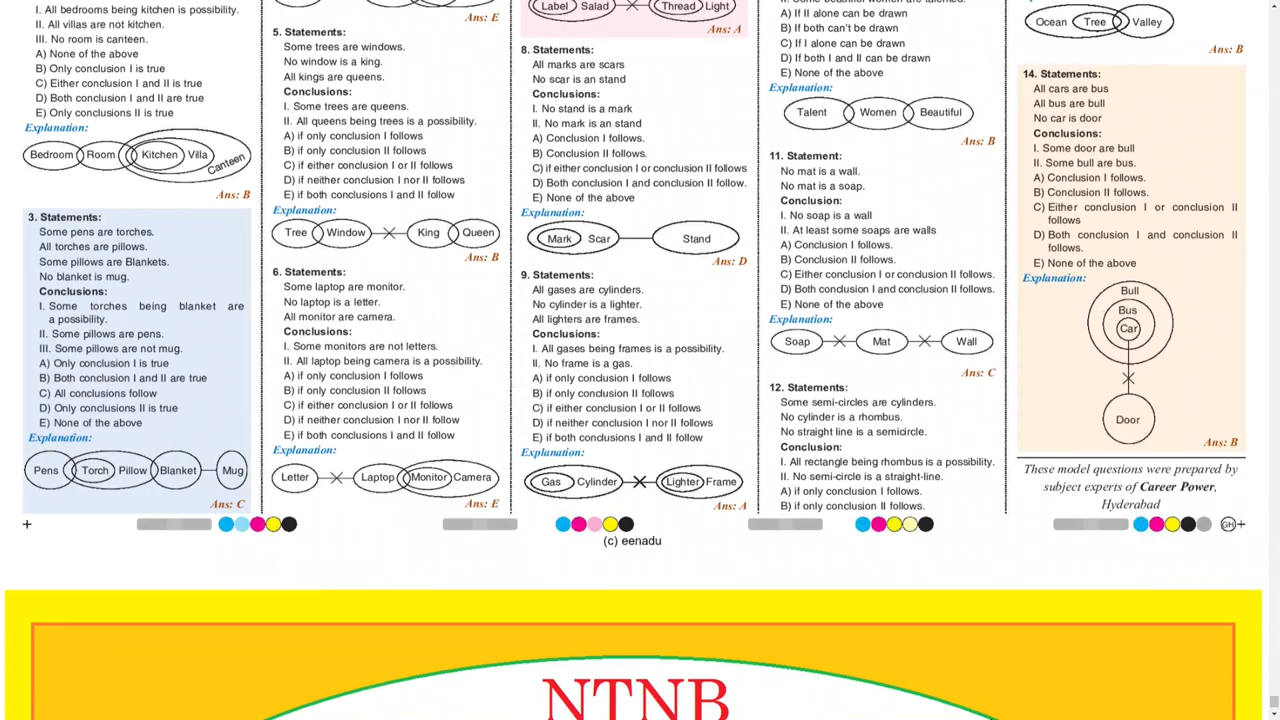 I. All bedrooms being kitchen is possibility.
II. All villas are not kitchen.
III. No room is canteen.
A) None of the above
B) Only conclusion I is true
C) Either conclusion I and II is true
D) Both conclusion I and II are true
E) Only conclusions II is true
Explanation:
Bedroom Room Kitchen Villa Canteen
Ans: B
3. Statements:
Some pens are torches.
All torches are pillows.
Some pillows are Blankets.
No blanket is mug.
Conclusions:
I. Some torches being blanket are
a possibility.
II. Some pillows are pens.
III. Some pillows are not mug.
A) Only conclusion I is true
B) Both conclusion I and II are true
C) All conclusions follow
D) Only conclusions II is true
E) None of the above
Explanation:
Pens Torch Pillow Blanket Mug
Ans: C
Ans: E
5. Statements:
Some trees are windows.
No window is a king.
All kings are queens.
Conclusions:
I. Some trees are queens.
II. All queens being trees is a possibility.
A) if only conclusion I follows
B) if only conclusion II follows
C) if either conclusion I or II follows
D) if neither conclusion I nor II follows
E) if both conclusions I and II follow
Explanation:
Tree Window King Queen
Ans: B
6. Statements:
Some laptop are monitor.
No laptop is a letter.
All monitor are camera.
Conclusions:
I. Some monitors are not letters.
II. All laptop being camera is a possibility.
A) if only conclusion I follows
B) if only conclusion II follows
C) if either conclusion I or II follows
D) if neither conclusion I nor II follows
E) if both conclusions I and II follow
Explanation:
Letter Laptop Monitor Camera
Ans: E
Label Salad Thread Light
Ans: A
8. Statements:
All marks are scars
No scar is an stand
Conclusions:
I. No stand is a mark
II. No mark is an stand
A) Conclusion I follows.
B) Conclusion II follows.
C) if either conclusion I or conclusion II follows
D) Both conclusion I and conclusion II follow.
E) None of the above
Explanation:
Mark Scar Stand
Ans: D
9. Statements:
All gases are cylinders.
No cylinder is a lighter.
All lighters are frames.
Conclusions:
I. All gases being frames is a possibility.
II. No frame is a gas.
A) if only conclusion I follows
B) if only conclusion II follows
C) if either conclusion I or II follows
D) if neither conclusion I nor II follows
E) if both conclusions I and II follow
Explanation:
Gas Cylinder Lighter Frame
Ans: A
II. Some beautiful women are talented.
A) If II alone can be drawn
B) If both can't be drawn
C) If I alone can be drawn
D) If both I and II can be drawn
E) None of the above
Explanation:
Talent Women Beautiful
Ans: B
11. Statement:
No mat is a wall.
No mat is a soap.
Conclusion:
I. No soap is a wall
II. At least some soaps are walls
A) Conclusion I follows.
B) Conclusion II follows.
C) Either conclusion I or conclusion II follows.
D) Both conclusion I and conclusion II follows.
E) None of the above
Explanation:
Soap Mat Wall
Ans: C
12. Statements:
Some semi-circles are cylinders.
No cylinder is a rhombus.
No straight line is a semicircle.
Conclusion:
I. All rectangle being rhombus is a possibility.
II. No semi-circle is a straight-line.
A) if only conclusion I follows.
B) if only conclusion II follows.
Ocean Tree Valley
Ans: B
14. Statements:
All cars are bus
All bus are bull
No car is door
Conclusions:
I. Some door are bull
II. Some bull are bus.
A) Conclusion I follows.
B) Conclusion II follows.
C) Either conclusion I or conclusion II
follows
D) Both conclusion I and conclusion II
follows.
E) None of the above
Explanation:
Bull
Bus
Car
Door
Ans: B
These model questions were prepared by
subject experts of Career Power,
Hyderabad
GH
(c) eenadu
NTNB